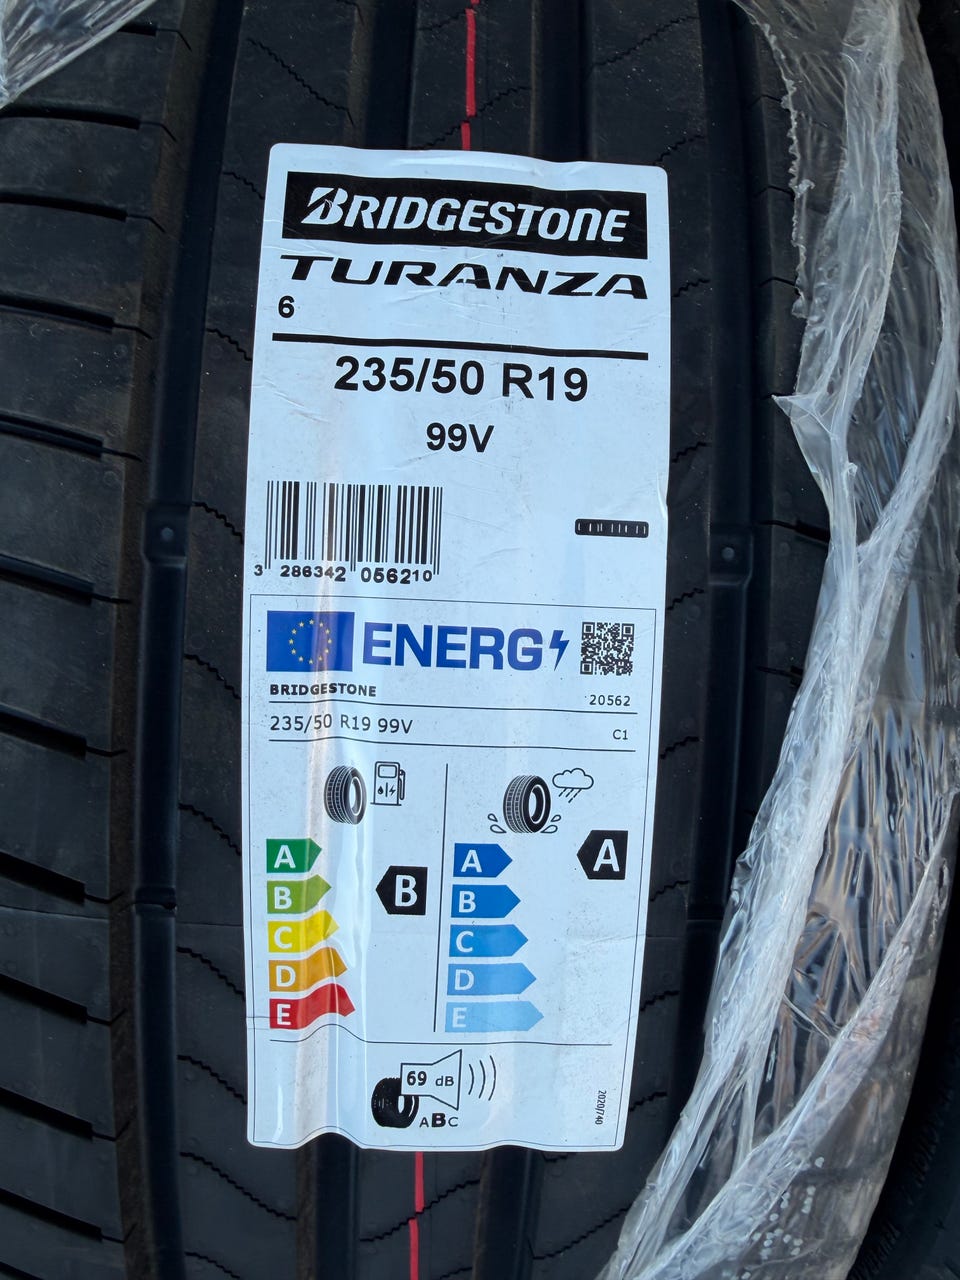 BRIDGESTONE
TURANZA
6
235/50 R19
99V
3 286342 056210
ENERG
BRIDGESTONE
20562
235/50 R19 99V
C1
A
B
C
D
E
B
A
B
C
D
E
A
69 dB
ABC
2020/740